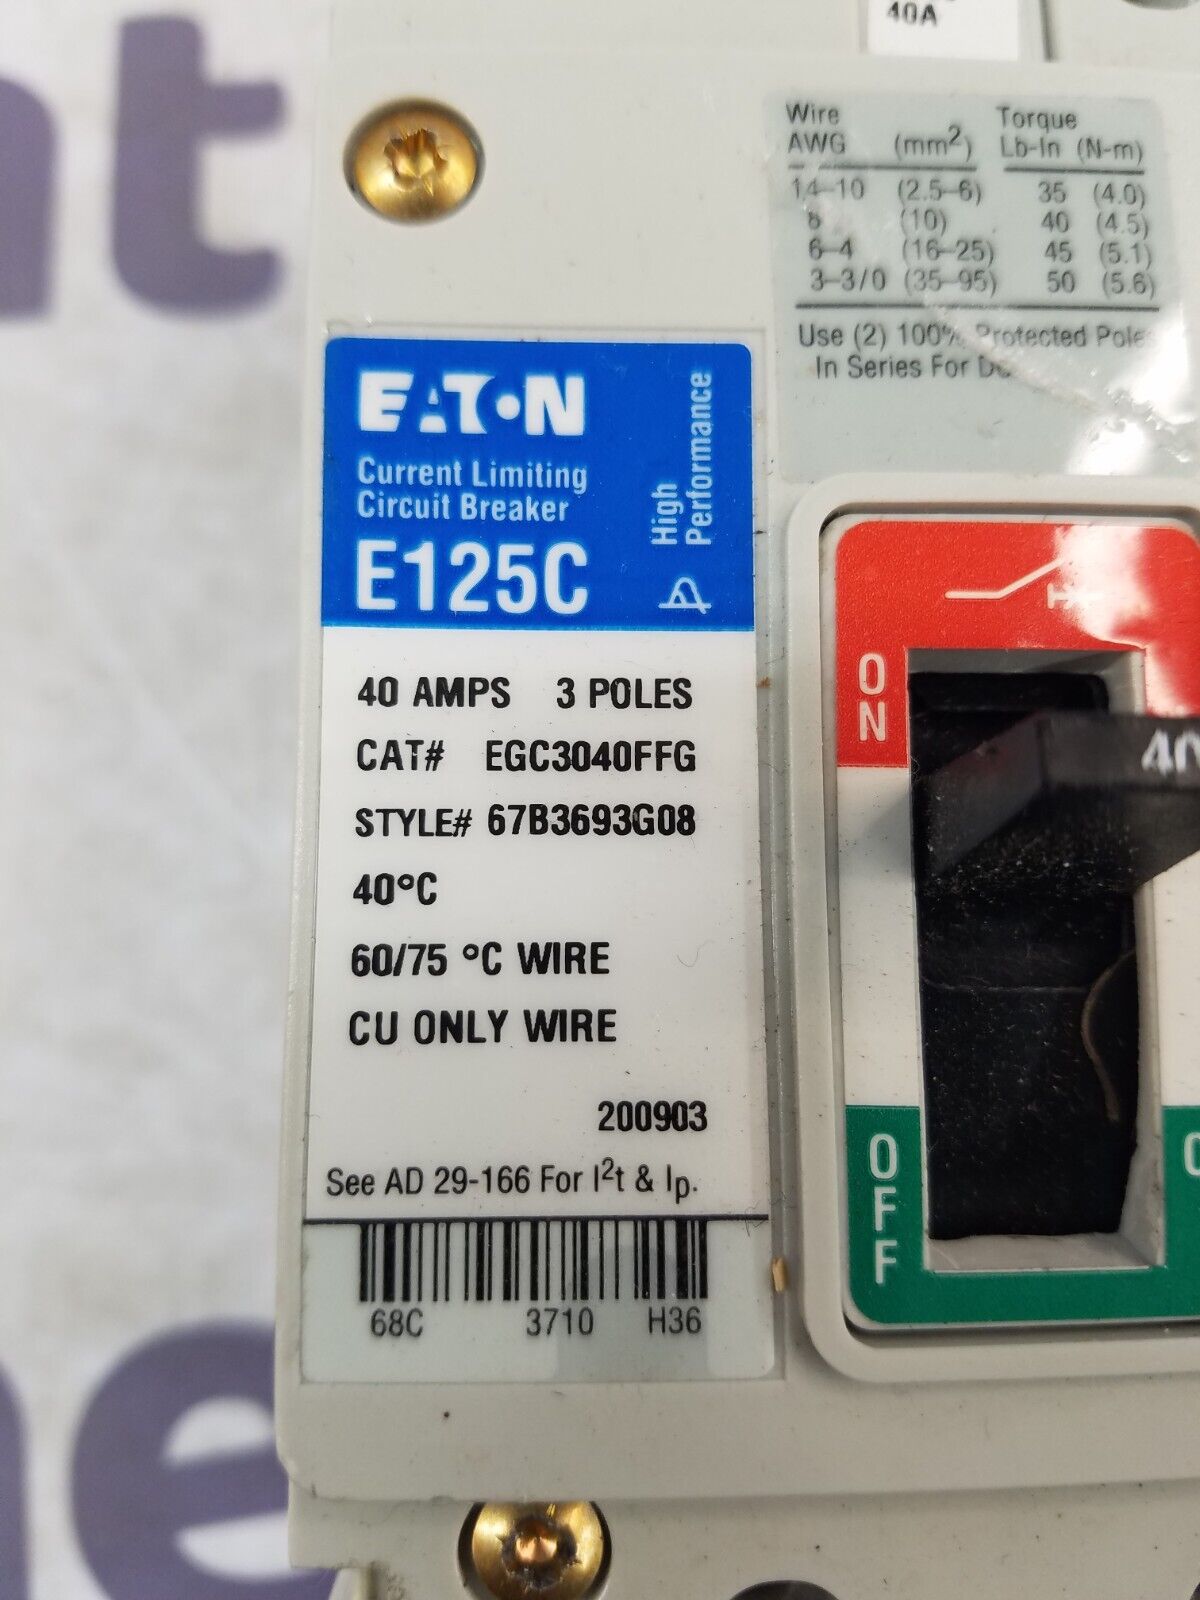 40A
Wire Torque
AWG (mm2) Lb-In (N-m)
14-10 (2.5-6) 35 (4.0)
8 (10) 40 (4.5)
6-4 (16-25) 45 (5.1)
3-3/0 (35-95) 50 (5.6)
Use (2) 100% Protected Poles
In Series For
EATON
Current Limiting
Circuit Breaker
E125C
High
Performance
40 AMPS 3 POLES
CAT# EGC3040FFG
STYLE# 67B3693G08
40°C
60/75 °C WIRE
CU ONLY WIRE
200903
See AD 29-166 For I2t & Ip.
68C 3710 H36
ON
40
OFF
nt
ne